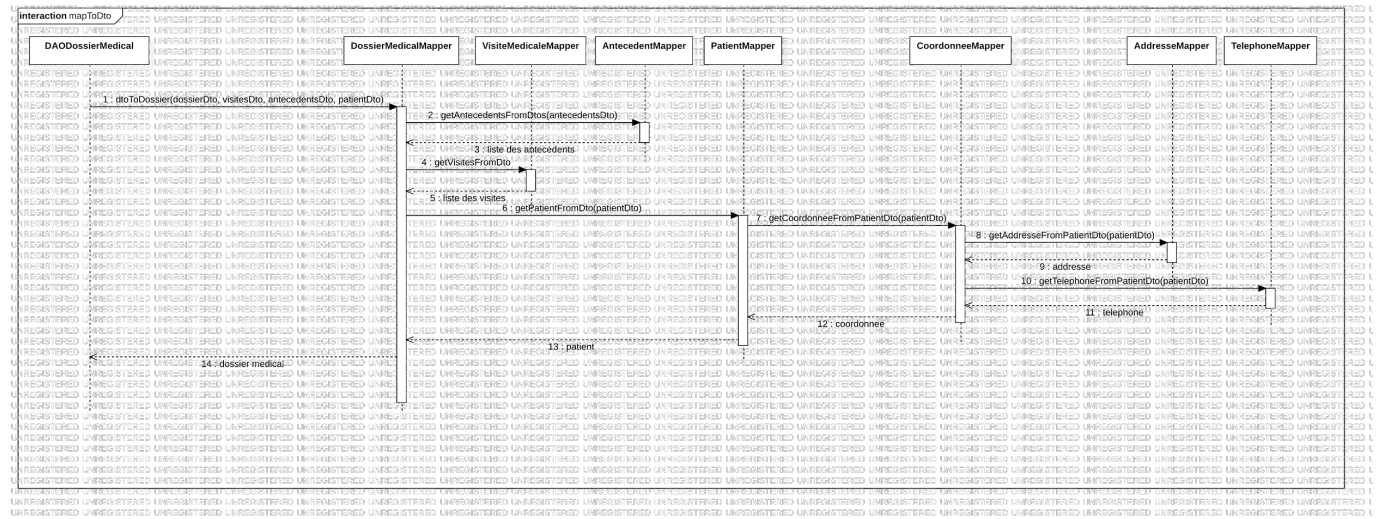 interaction mapToDto
DAODossierMedical
DossierMedicalMapper
VisiteMedicaleMapper
AntecedentMapper
PatientMapper
CoordonneeMapper
AddresseMapper
TelephoneMapper
1 : dtoToDossier(dossierDto, visitesDto, antecedentsDto, patientDto)
2 : getAntecedentsFromDtos(antecedentsDto)
3 : liste des antecedents
4 : getVisitesFromDto
5 : liste des visites
6 : getPatientFromDto(patientDto)
7 : getCoordonneeFromPatientDto(patientDto)
8 : getAddresseFromPatientDto(patientDto)
9 : addresse
10 : getTelephoneFromPatientDto(patientDto)
11 : telephone
12 : coordonnee
13 : patient
14 : dossier medical
UNREGISTERED